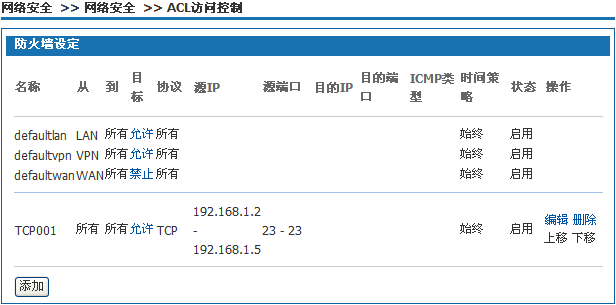 网络安全 >> 网络安全 >> ACL访问控制
防火墙设定
名称 从 到 目标 协议 源IP 源端口 目的IP 目的端口 ICMP类型 时间策略 状态 操作
defaultlan LAN 所有 允许 所有 始终 启用
defaultvpn VPN 所有 允许 所有 始终 启用
defaultwan WAN 所有 禁止 所有 始终 启用
TCP001 所有 所有 允许 TCP 192.168.1.2 - 192.168.1.5 23 - 23 始终 启用 编辑 删除 上移 下移
添加